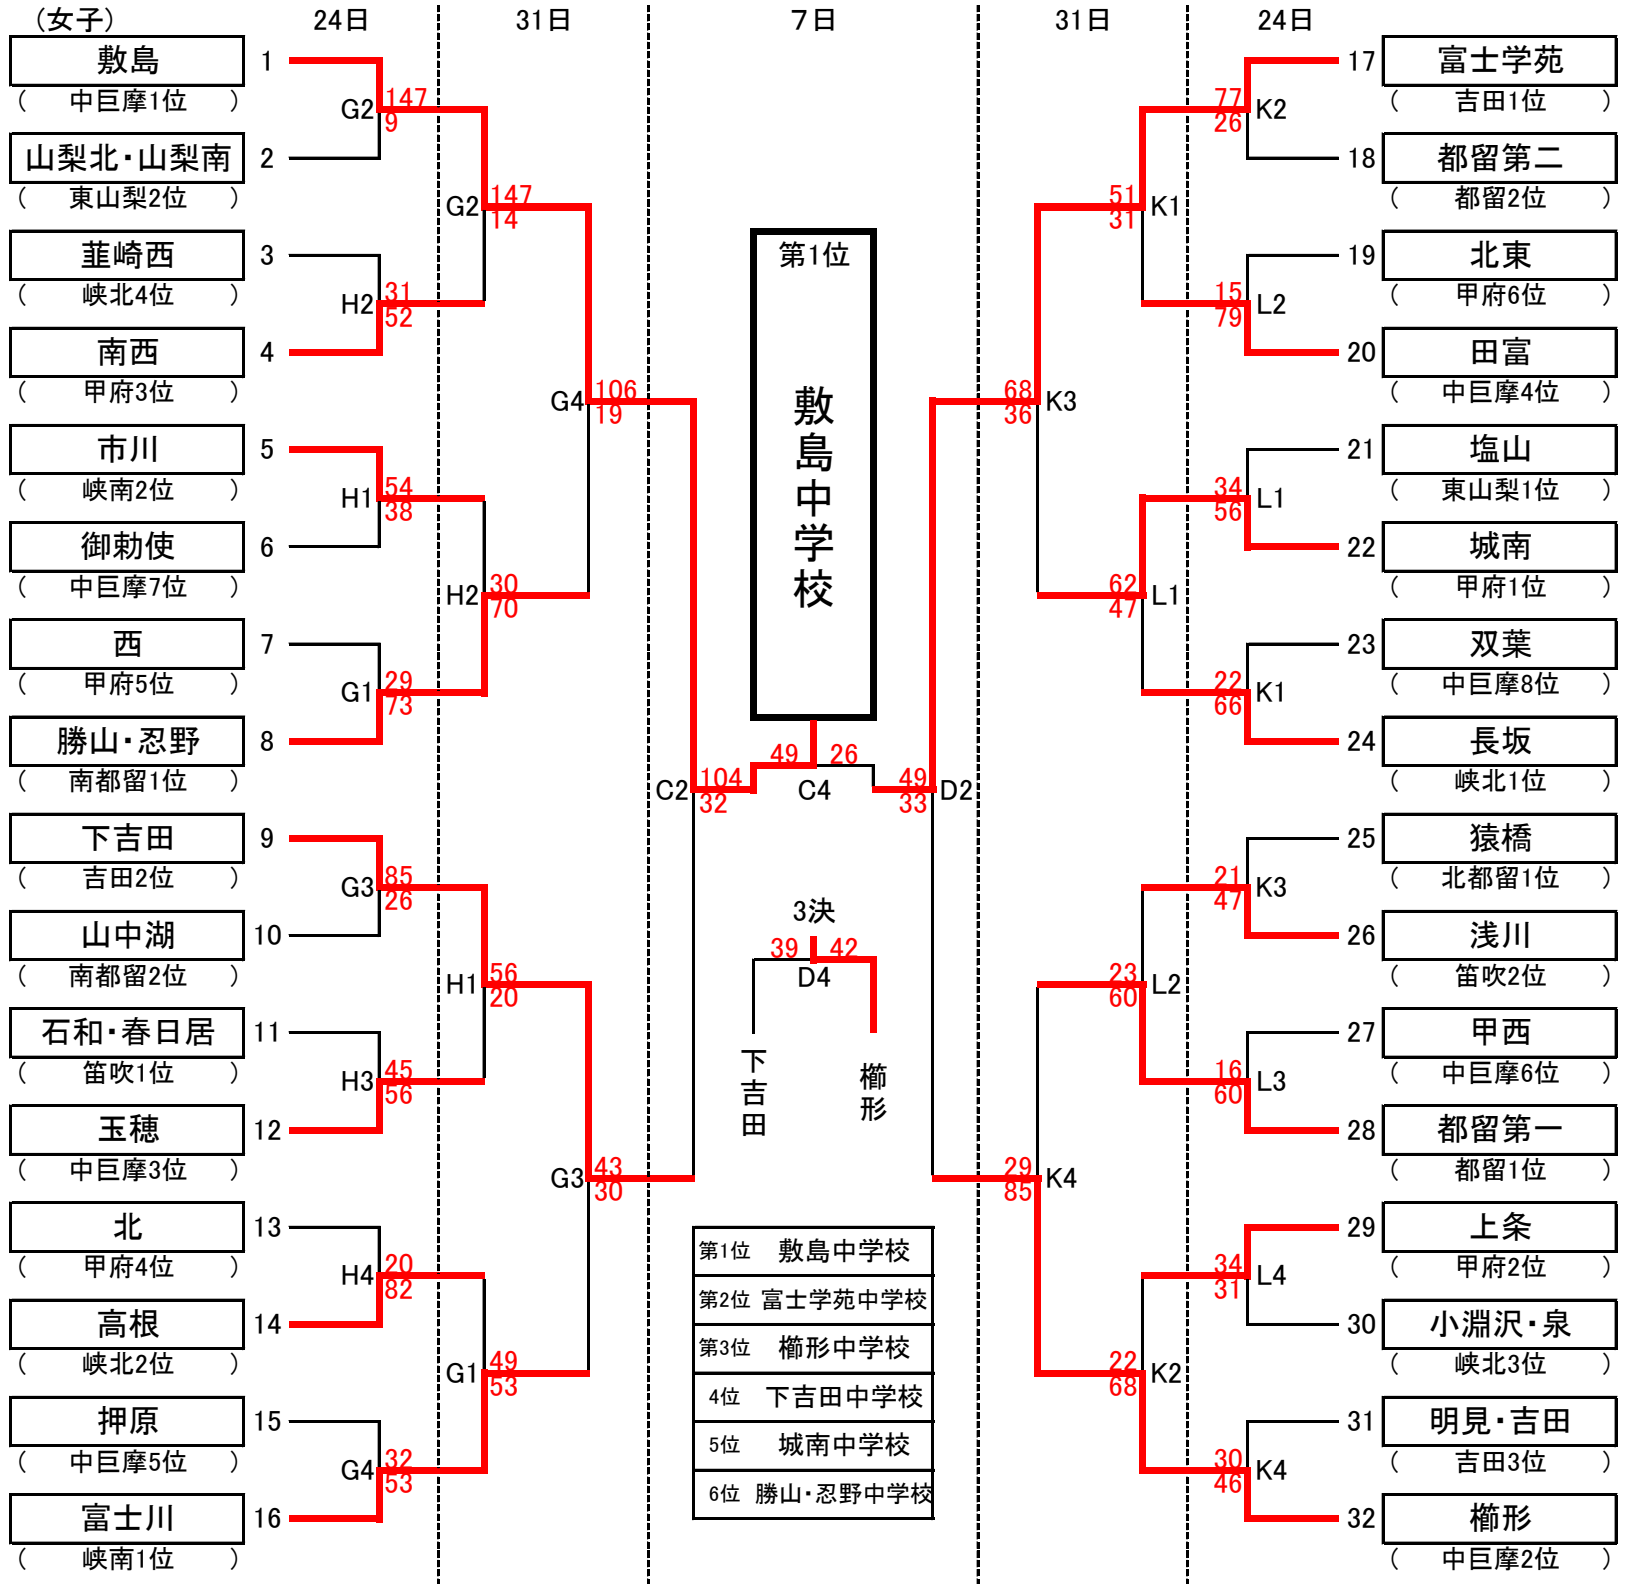 (女子)
24日
31日
7日
31日
24日
敷島
1
( 中巨摩1位 )
G2
147
9
山梨北・山梨南
2
( 東山梨2位 )
G2
147
14
韮崎西
3
( 峡北4位 )
H2
31
52
南西
4
( 甲府3位 )
G4
106
19
市川
5
( 峡南2位 )
H1
54
38
御勅使
6
( 中巨摩7位 )
H2
30
70
西
7
( 甲府5位 )
G1
29
73
勝山・忍野
8
( 南都留1位 )
C2
104
32
下吉田
9
( 吉田2位 )
G3
85
26
山中湖
10
( 南都留2位 )
H1
56
20
石和・春日居
11
( 笛吹1位 )
H3
45
56
玉穂
12
( 中巨摩3位 )
G3
43
30
北
13
( 甲府4位 )
H4
20
82
高根
14
( 峡北2位 )
G1
49
53
押原
15
( 中巨摩5位 )
G4
32
53
富士川
16
( 峡南1位 )
第1位
敷島中学校
49
26
C4
3決
39
42
D4
下吉田
櫛形
第1位 敷島中学校
第2位 富士学苑中学校
第3位 櫛形中学校
4位 下吉田中学校
5位 城南中学校
6位 勝山・忍野中学校
17
富士学苑
( 吉田1位 )
77
26
K2
18
都留第二
( 都留2位 )
51
31
K1
19
北東
( 甲府6位 )
15
79
L2
20
田富
( 中巨摩4位 )
68
36
K3
21
塩山
( 東山梨1位 )
34
56
L1
22
城南
( 甲府1位 )
62
47
L1
23
双葉
( 中巨摩8位 )
22
66
K1
24
長坂
( 峡北1位 )
49
33
D2
25
猿橋
( 北都留1位 )
21
47
K3
26
浅川
( 笛吹2位 )
23
60
L2
27
甲西
( 中巨摩6位 )
16
60
L3
28
都留第一
( 都留1位 )
29
85
K4
29
上条
( 甲府2位 )
34
31
L4
30
小淵沢・泉
( 峡北3位 )
22
68
K2
31
明見・吉田
( 吉田3位 )
30
46
K4
32
櫛形
( 中巨摩2位 )